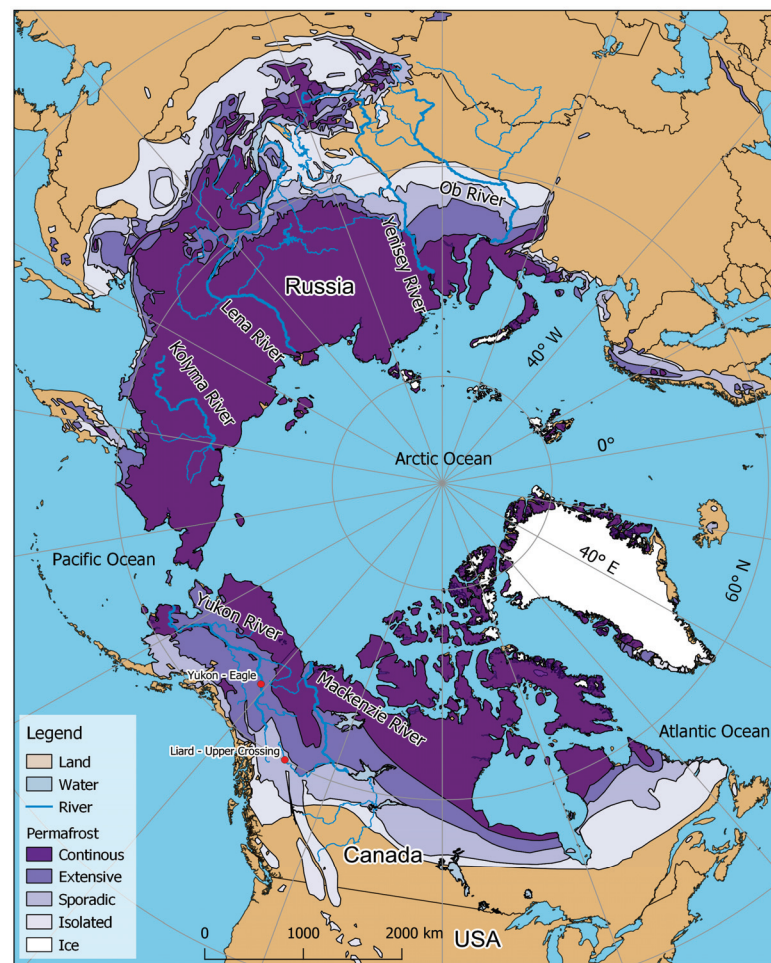 Ob River
Yenisey River
Russia
Lena River
Kolyma River
40° W
0°
Arctic Ocean
40° E
60° N
Pacific Ocean
Yukon River
Yukon - Eagle
Mackenzie River
Liard - Upper Crossing
Atlantic Ocean
Canada
USA
Legend
Land
Water
River
Permafrost
Continous
Extensive
Sporadic
Isolated
Ice
0 1000 2000 km